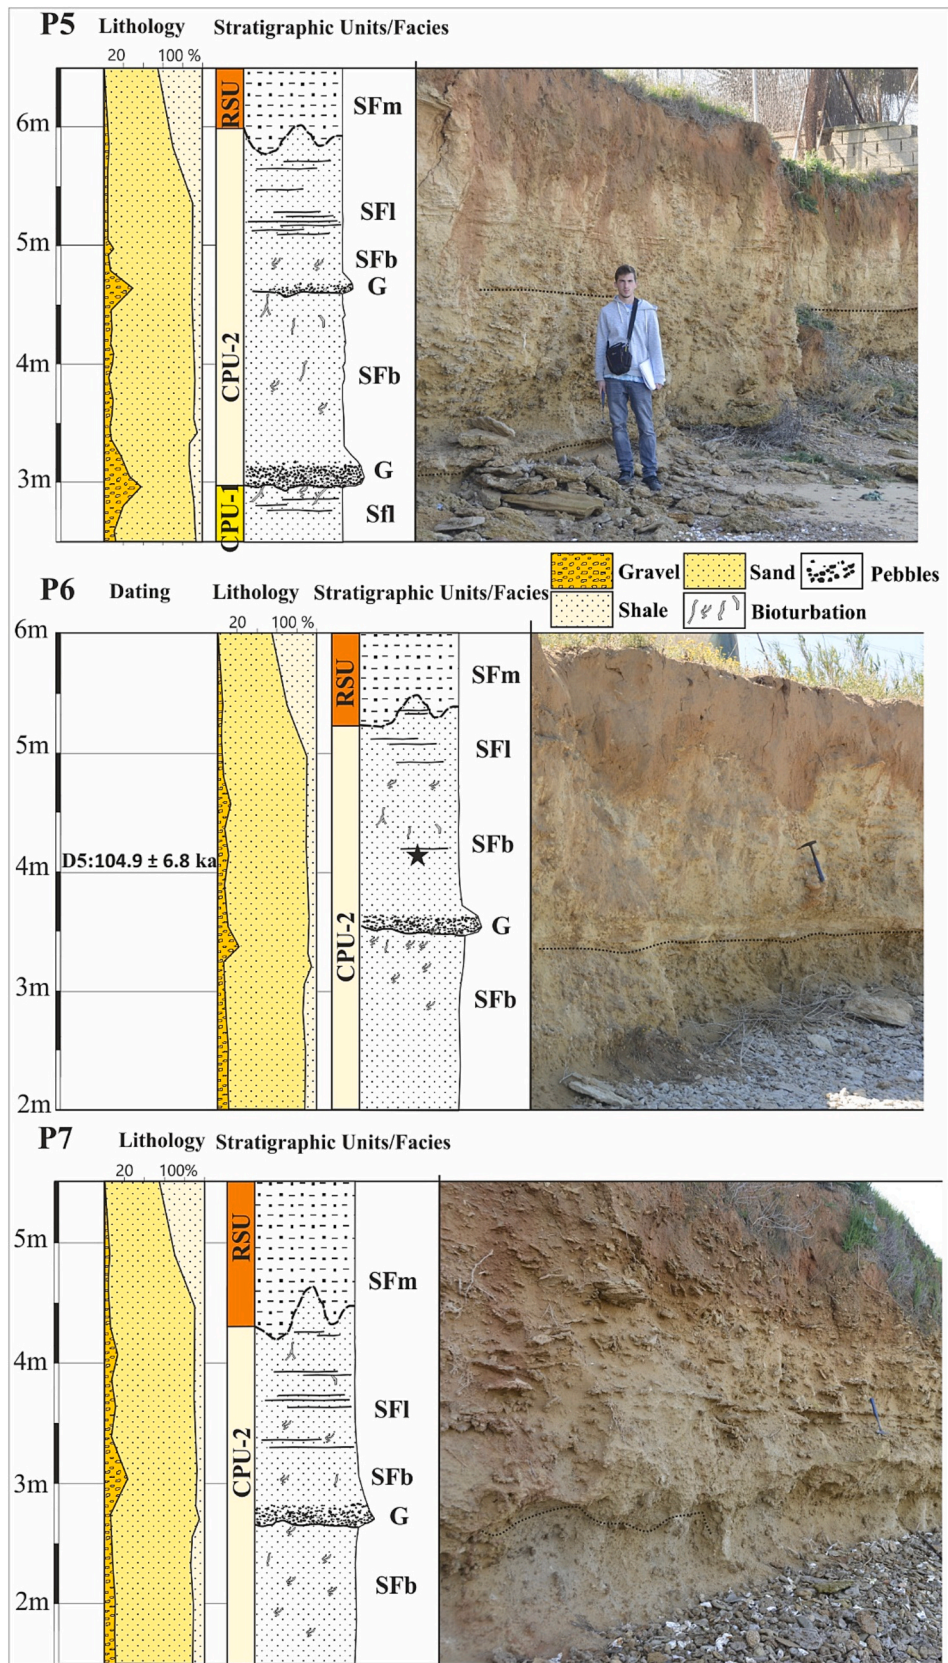 P5 Lithology Stratigraphic Units/Facies
20 100 %
RSU
SFm
6m
SFl
5m
SFb
G
CPU-2
4m
SFb
G
3m
CPU-1
Sfl
Gravel Sand Pebbles
Shale Bioturbation
P6 Dating Lithology Stratigraphic Units/Facies
20 100 %
6m
RSU
SFm
5m
SFl
SFb
D5:104.9 ± 6.8 ka
4m
G
CPU-2
3m
SFb
2m
P7 Lithology Stratigraphic Units/Facies
20 100%
RSU
5m
SFm
4m
SFl
CPU-2
3m
SFb
G
SFb
2m